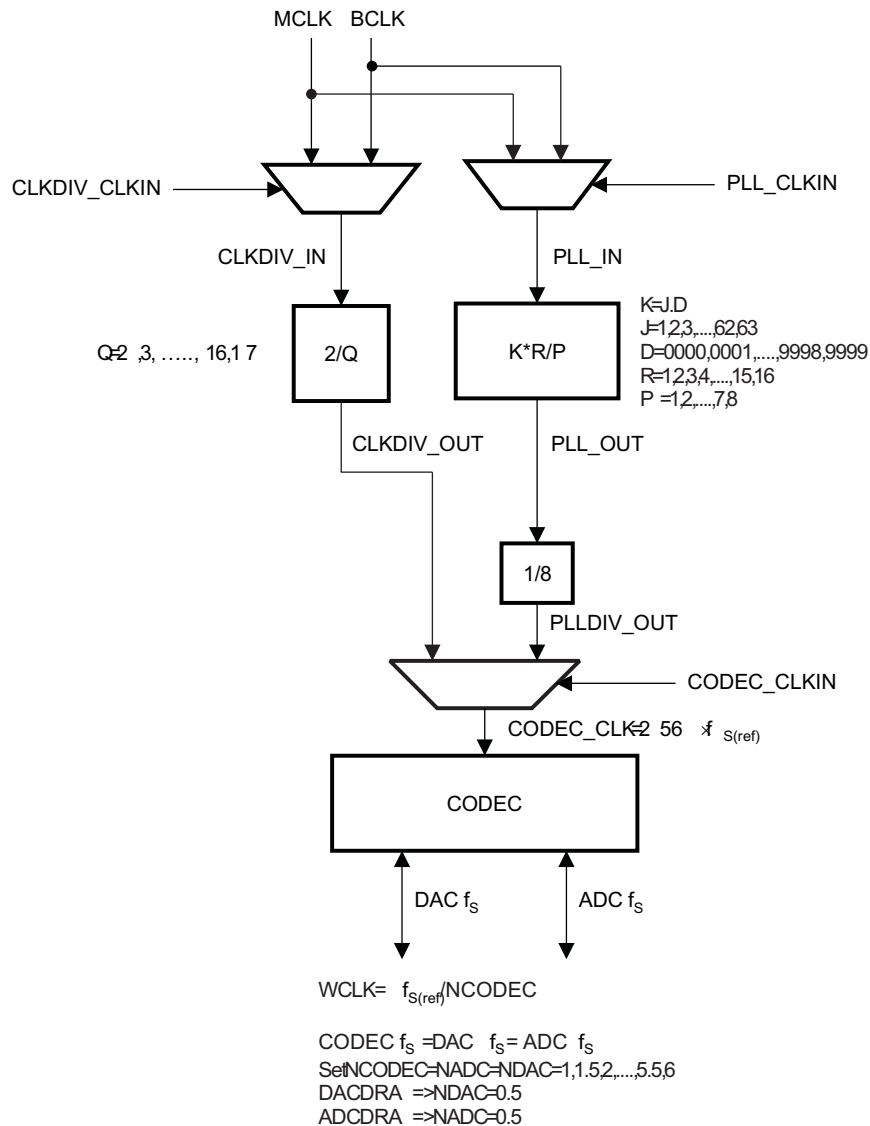 MCLK BCLK
CLKDIV_CLKIN
PLL_CLKIN
CLKDIV_IN
PLL_IN
K=J.D
J=1,2,3,....,62,63
D=0000,0001,....,9998,9999
R=1,2,3,4,....,15,16
P =1,2,....,7,8
Q=2 ,3, ….., 16,1 7
2/Q
K*R/P
CLKDIV_OUT
PLL_OUT
1/8
PLLDIV_OUT
CODEC_CLKIN
CODEC_CLK=2 56 ×f S(ref)
CODEC
DAC fS
ADC fS
WCLK= fS(ref)/NCODEC
CODEC fS =DAC fS= ADC fS
SetNCODEC=NADC=NDAC=1,1.5,2,....,5.5,6
DACDRA =>NDAC=0.5
ADCDRA =>NADC=0.5